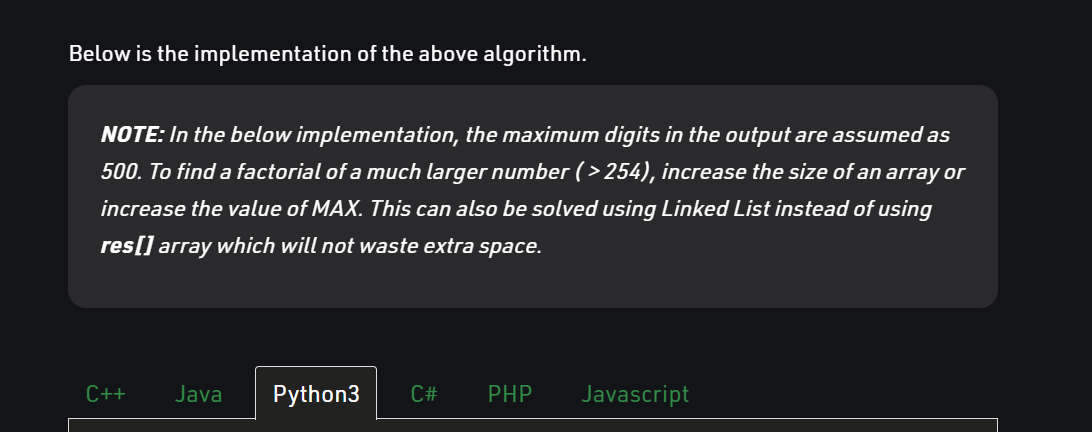 Below is the implementation of the above algorithm.
NOTE: In the below implementation, the maximum digits in the output are assumed as
500. To find a factorial of a much larger number ( > 254), increase the size of an array or
increase the value of MAX. This can also be solved using Linked List instead of using
res[] array which will not waste extra space.
C++ Java Python3 C# PHP Javascript